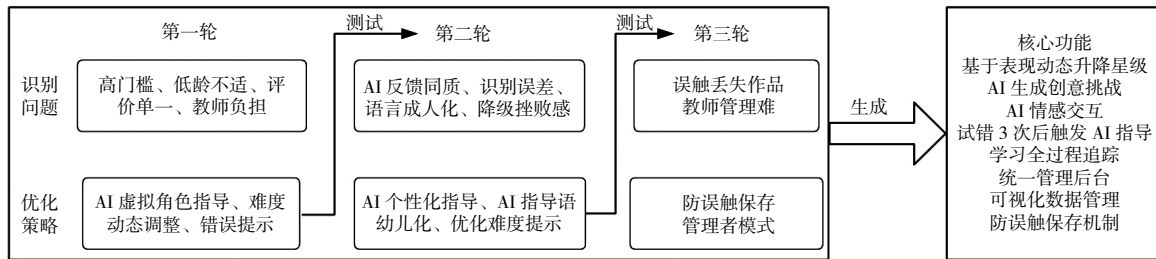 第一轮
测试
第二轮
测试
第三轮
识别
问题
高门槛、低龄不适、评
价单一、教师负担
AI 反馈同质、识别误差、
语言成人化、降级挫败感
误触丢失作品
教师管理难
优化
策略
AI 虚拟角色指导、难度
动态调整、错误提示
AI 个性化指导、AI 指导语
幼儿化、优化难度提示
防误触保存
管理者模式
生成
核心功能
基于表现动态升降星级
AI 生成创意挑战
AI 情感交互
试错 3 次后触发 AI 指导
学习全过程追踪
统一管理后台
可视化数据管理
防误触保存机制